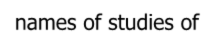 names of studies of